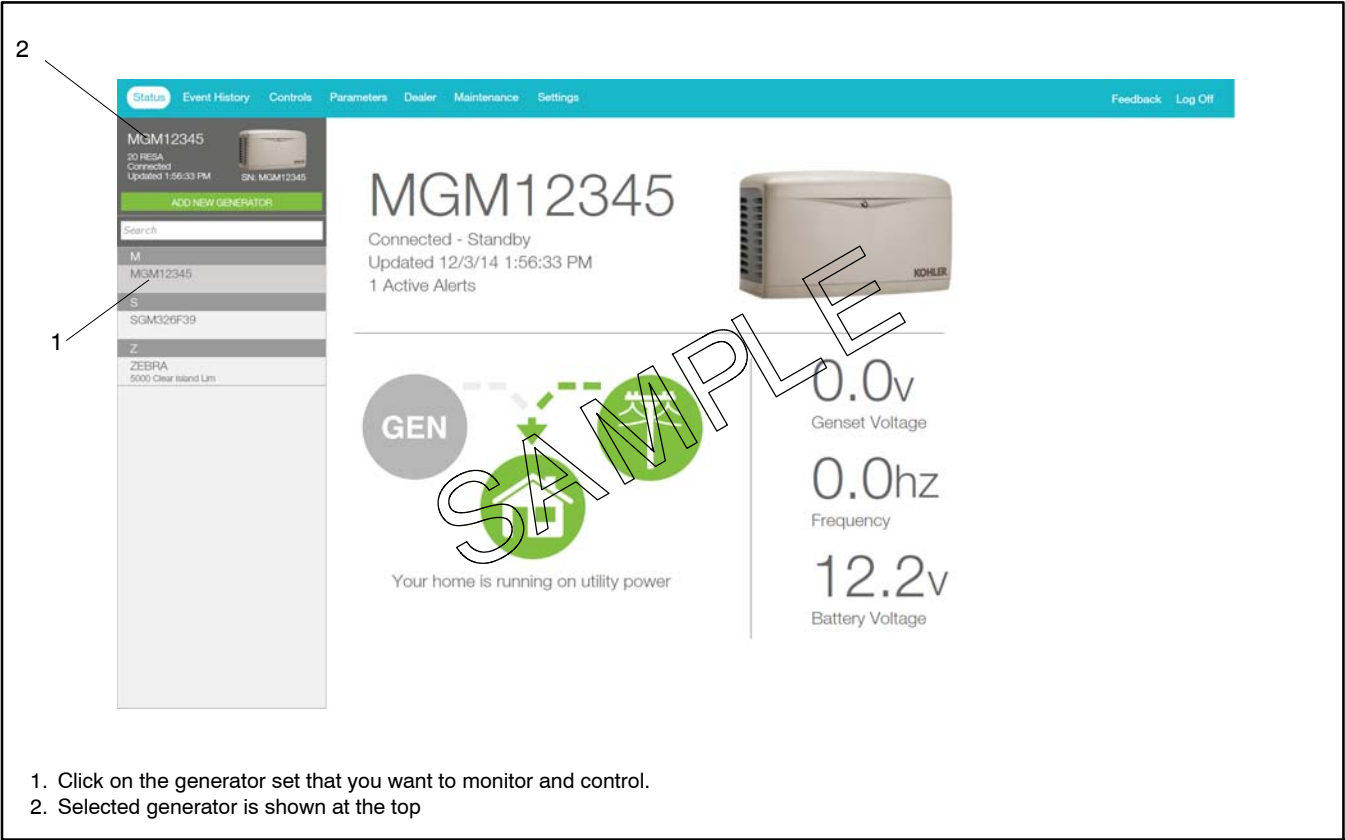 2
Status Event History Controls Parameters Dealer Maintenance Settings Feedback Log Off
MGM12345
20 RESA
Connected
Updated 1:56:33 PM
SN: MGM12345
ADD NEW GENERATOR
Search
M
MGM12345
S
SGM326F39
Z
ZEBRA
5000 Clear Island Lim
1
MGM12345
Connected - Standby
Updated 12/3/14 1:56:33 PM
1 Active Alerts
KOHLER
GEN
Your home is running on utility power
0.0v
Genset Voltage
0.0hz
Frequency
12.2v
Battery Voltage
SAMPLE
1. Click on the generator set that you want to monitor and control.
2. Selected generator is shown at the top